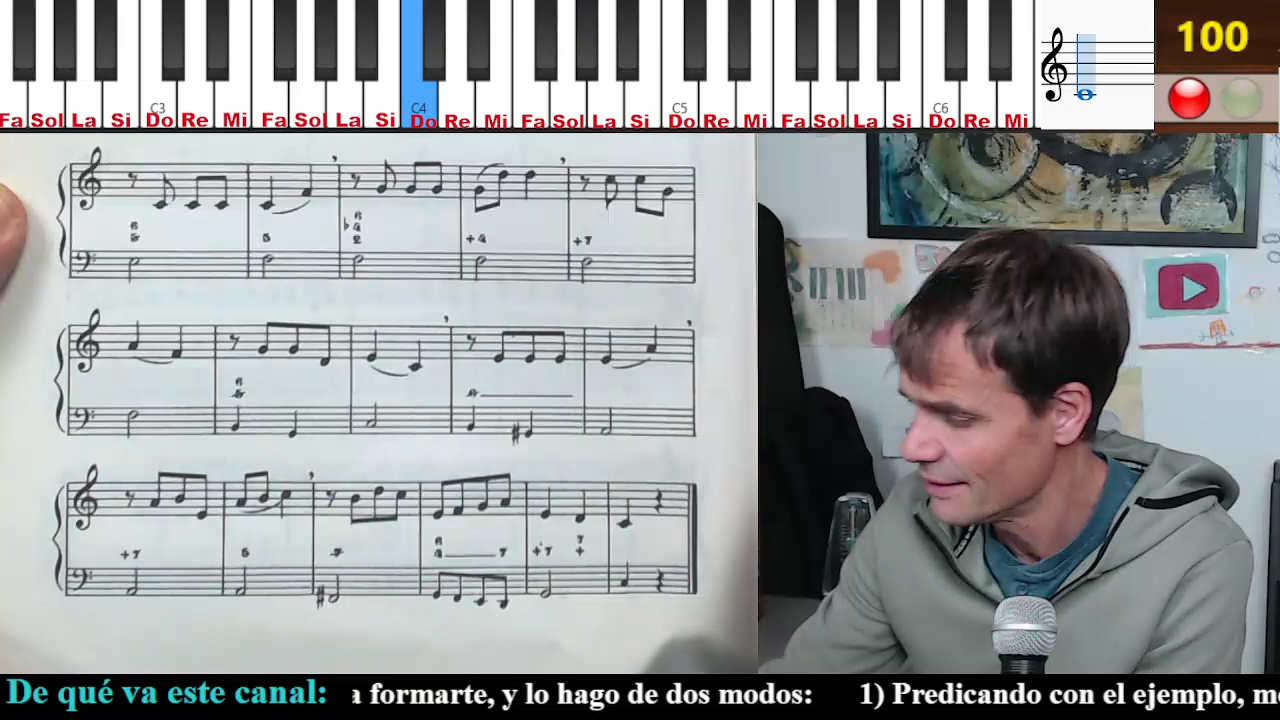 C3 C4 C5 C6
Fa Sol La Si Do Re Mi Fa Sol La Si Do Re Mi Fa Sol La Si Do Re Mi Fa Sol La Si Do Re Mi
100
De qué va este canal: a formarte, y lo hago de dos modos: 1) Predicando con el ejemplo, m